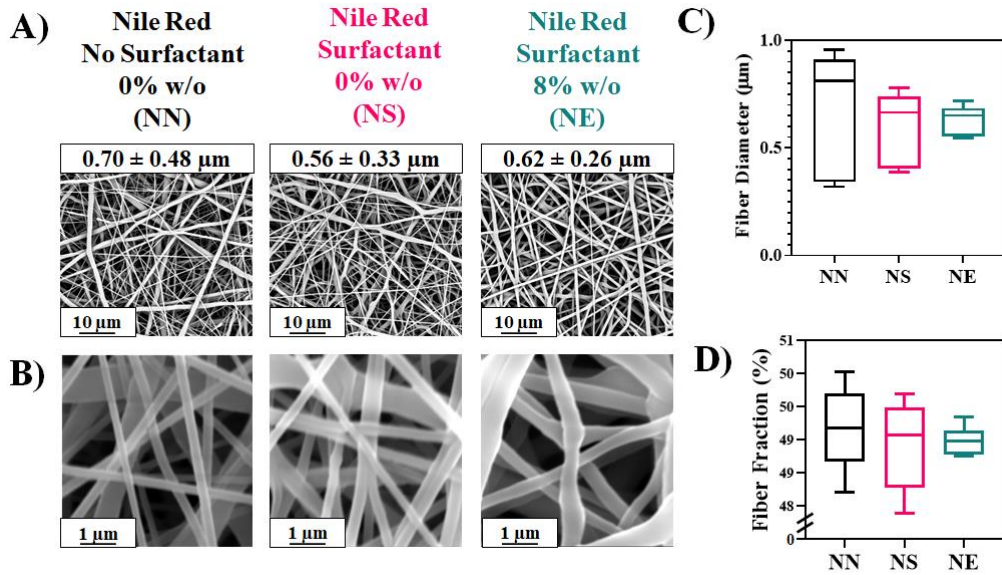 A)
Nile Red
No Surfactant
0% w/o
(NN)
Nile Red
Surfactant
0% w/o
(NS)
Nile Red
Surfactant
8% w/o
(NE)
0.70 ± 0.48 µm
0.56 ± 0.33 µm
0.62 ± 0.26 µm
10 µm
10 µm
10 µm
B)
1 µm
1 µm
1 µm
C)
Fiber Diameter (µm)
1.0
0.5
0.0
NN
NS
NE
D)
Fiber Fraction (%)
51
50
50
49
49
48
0
NN
NS
NE